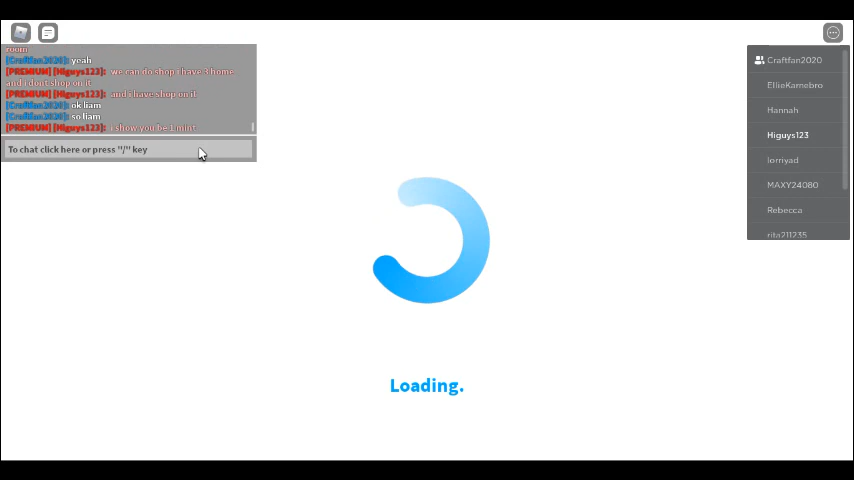 room
[Craftfan2020]: yeah
[PREMIUM] [Higuys123]: we can do shop i have 3 home
and i dont shop on it
[PREMIUM] [Higuys123]: and i have shop on it
[Craftfan2020]: ok liam
[Craftfan2020]: so liam
[PREMIUM] [Higuys123]: i show you be 1 mint
To chat click here or press "/" key
Craftfan2020
EllieKarnebro
Hannah
Higuys123
lorriyad
MAXY24080
Rebecca
rita211235
Loading.